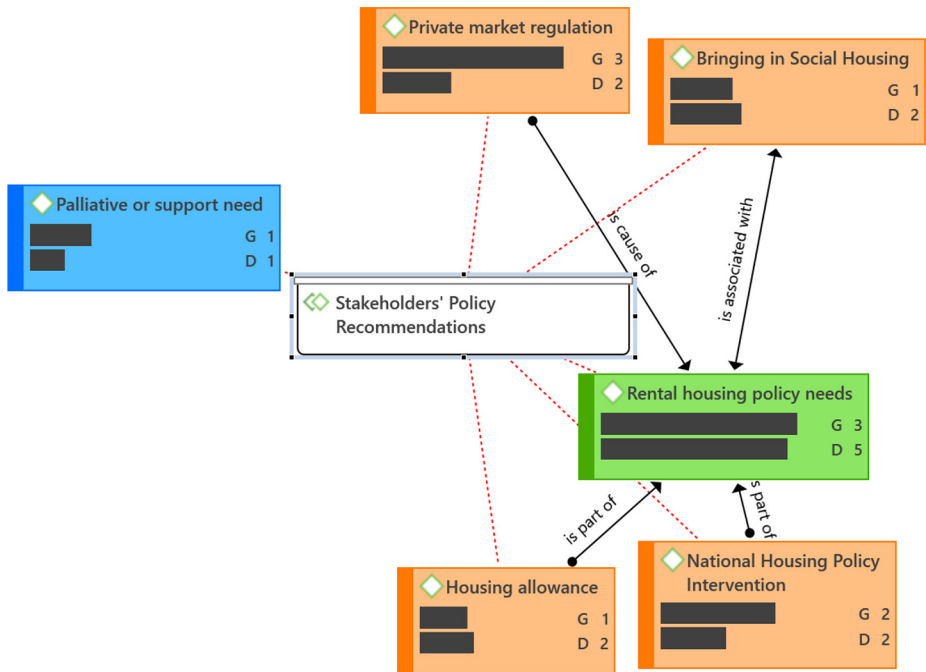 Private market regulation
G 3
D 2
Bringing in Social Housing
G 1
D 2
Palliative or support need
G 1
D 1
is cause of
is associated with
Stakeholders' Policy
Recommendations
Rental housing policy needs
G 3
D 5
is part of
s part of
Housing allowance
G 1
D 2
National Housing Policy
Intervention
G 2
D 2